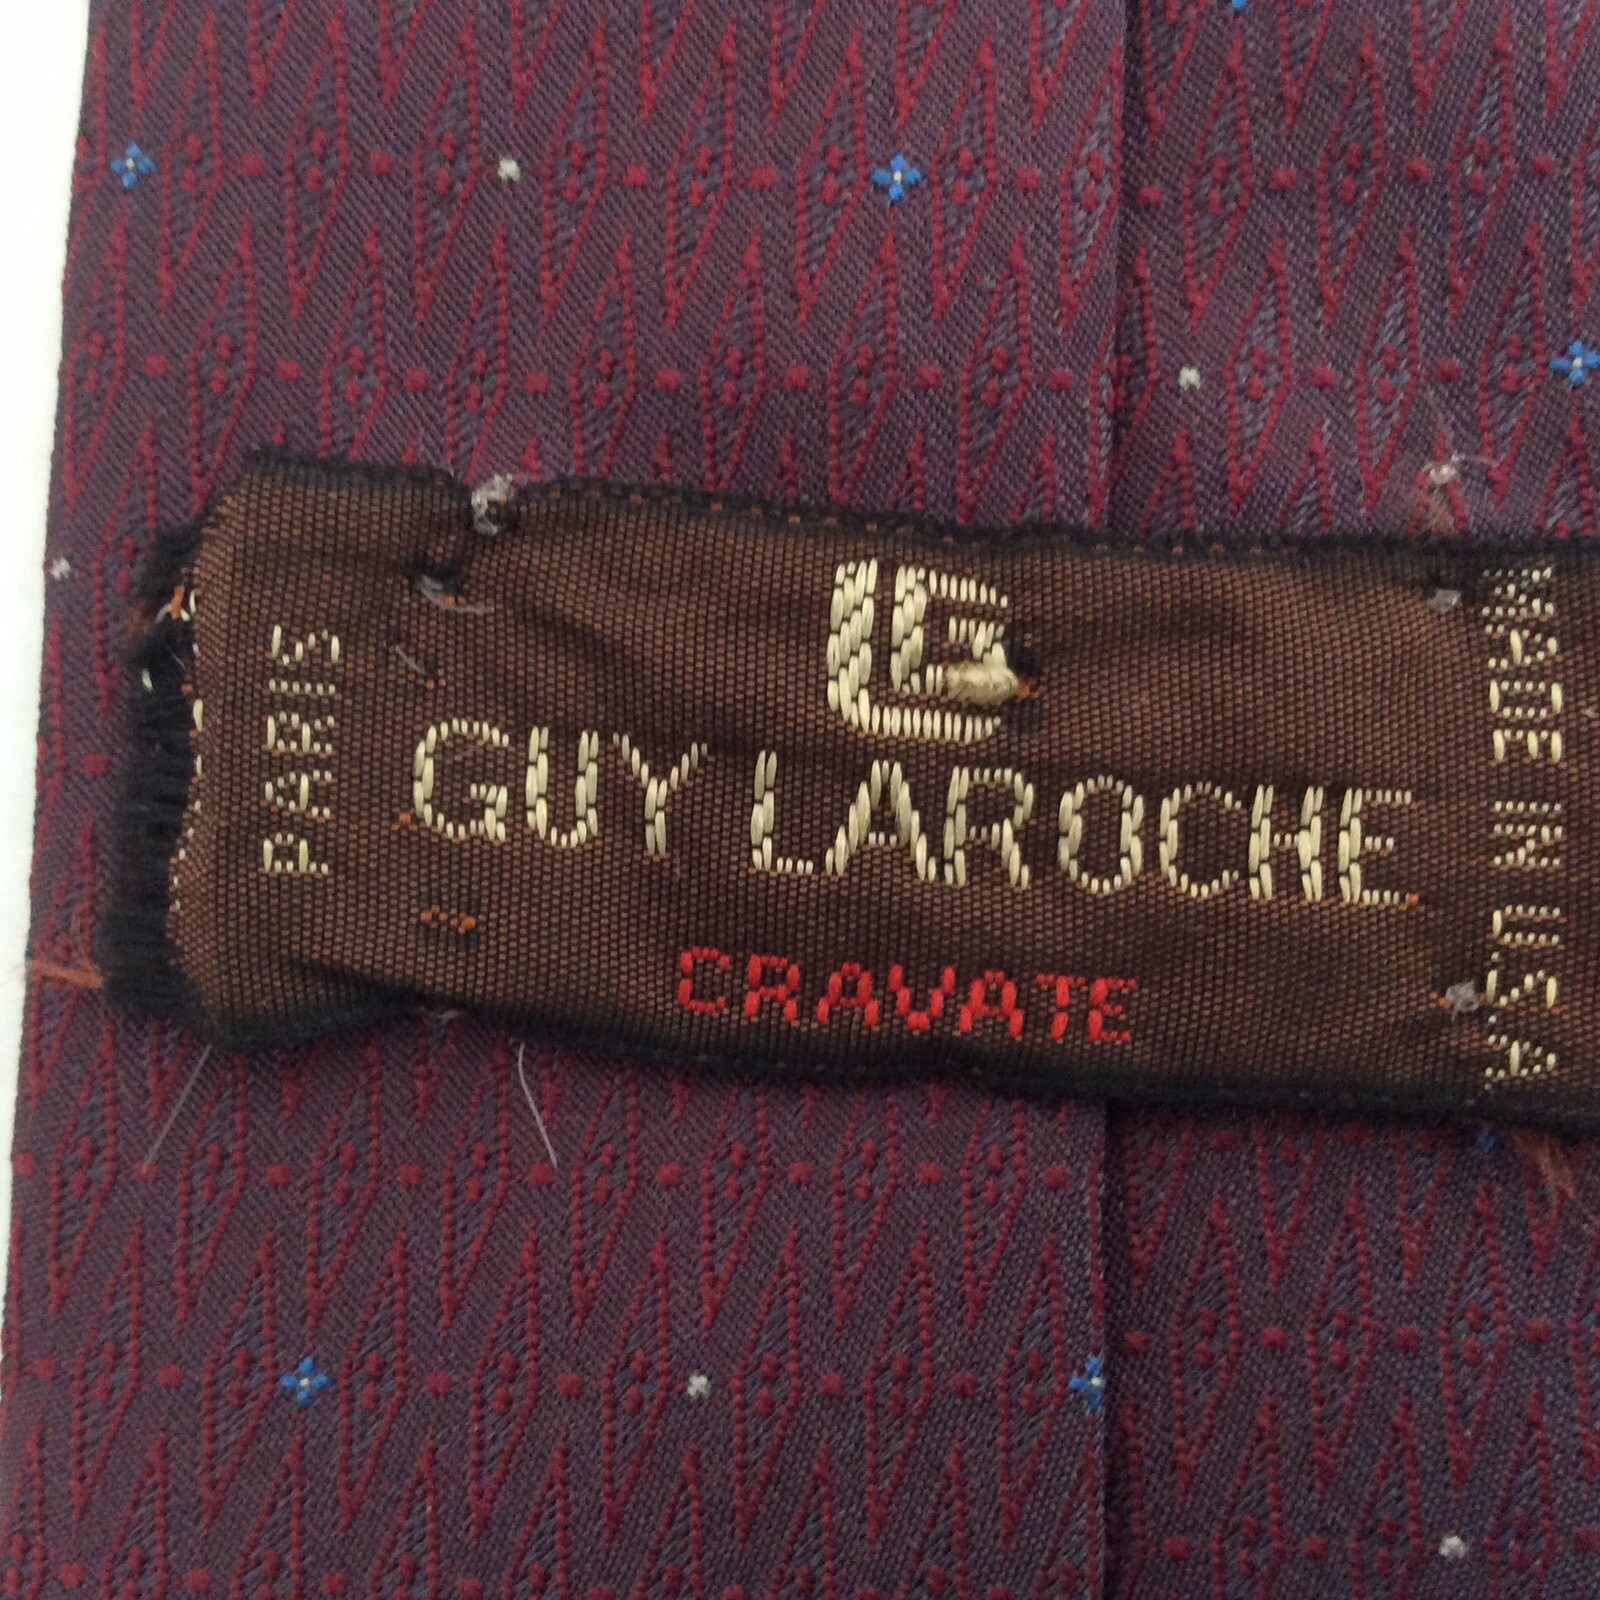 PARIS
GUY LAROCHE
CRAVATE
MADE IN USA